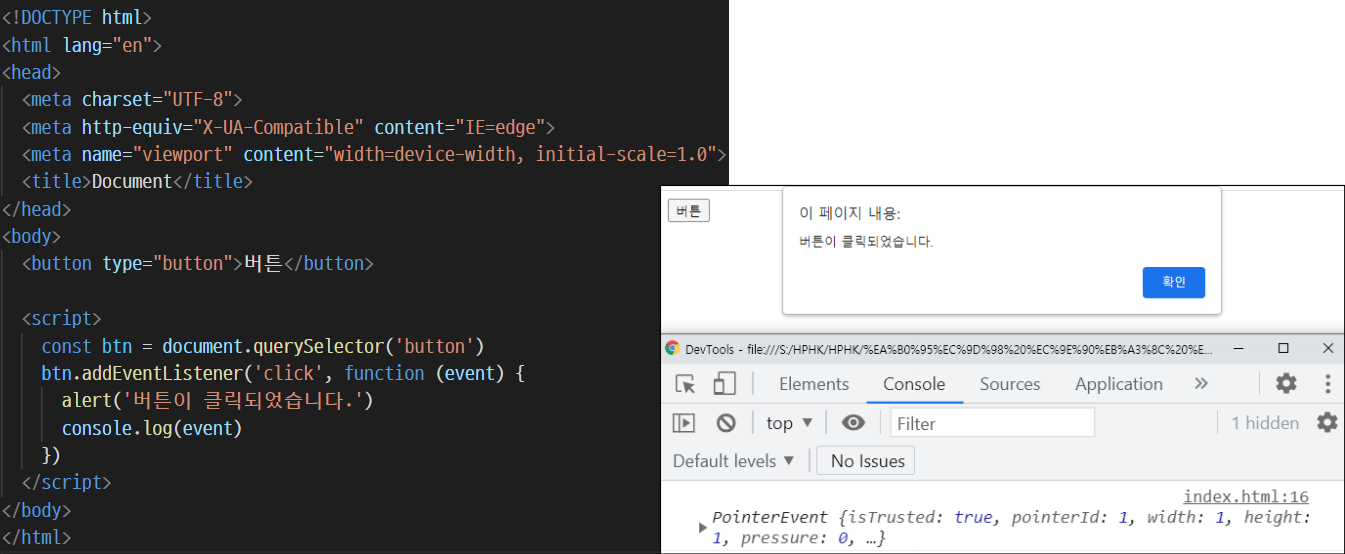 <!DOCTYPE html>
<html lang="en">
<head>
  <meta charset="UTF-8">
  <meta http-equiv="X-UA-Compatible" content="IE=edge">
  <meta name="viewport" content="width=device-width, initial-scale=1.0">
  <title>Document</title>
</head>
<body>
  <button type="button">버튼</button>

  <script>
    const btn = document.querySelector('button')
    btn.addEventListener('click', function (event) {
      alert('버튼이 클릭되었습니다.')
      console.log(event)
    })
  </script>
</body>
</html>
버튼
이 페이지 내용:
버튼이 클릭되었습니다.
확인
DevTools - file:///S:/HPHK/HPHK/%EA%B0%95%EC%9D%98%20%EC%9E%90%EB%A3%8C%20%E...
Elements Console Sources Application »
top ▼ Filter 1 hidden
Default levels ▼ No Issues
index.html:16
▶ PointerEvent {isTrusted: true, pointerId: 1, width: 1, height:
1, pressure: 0, …}